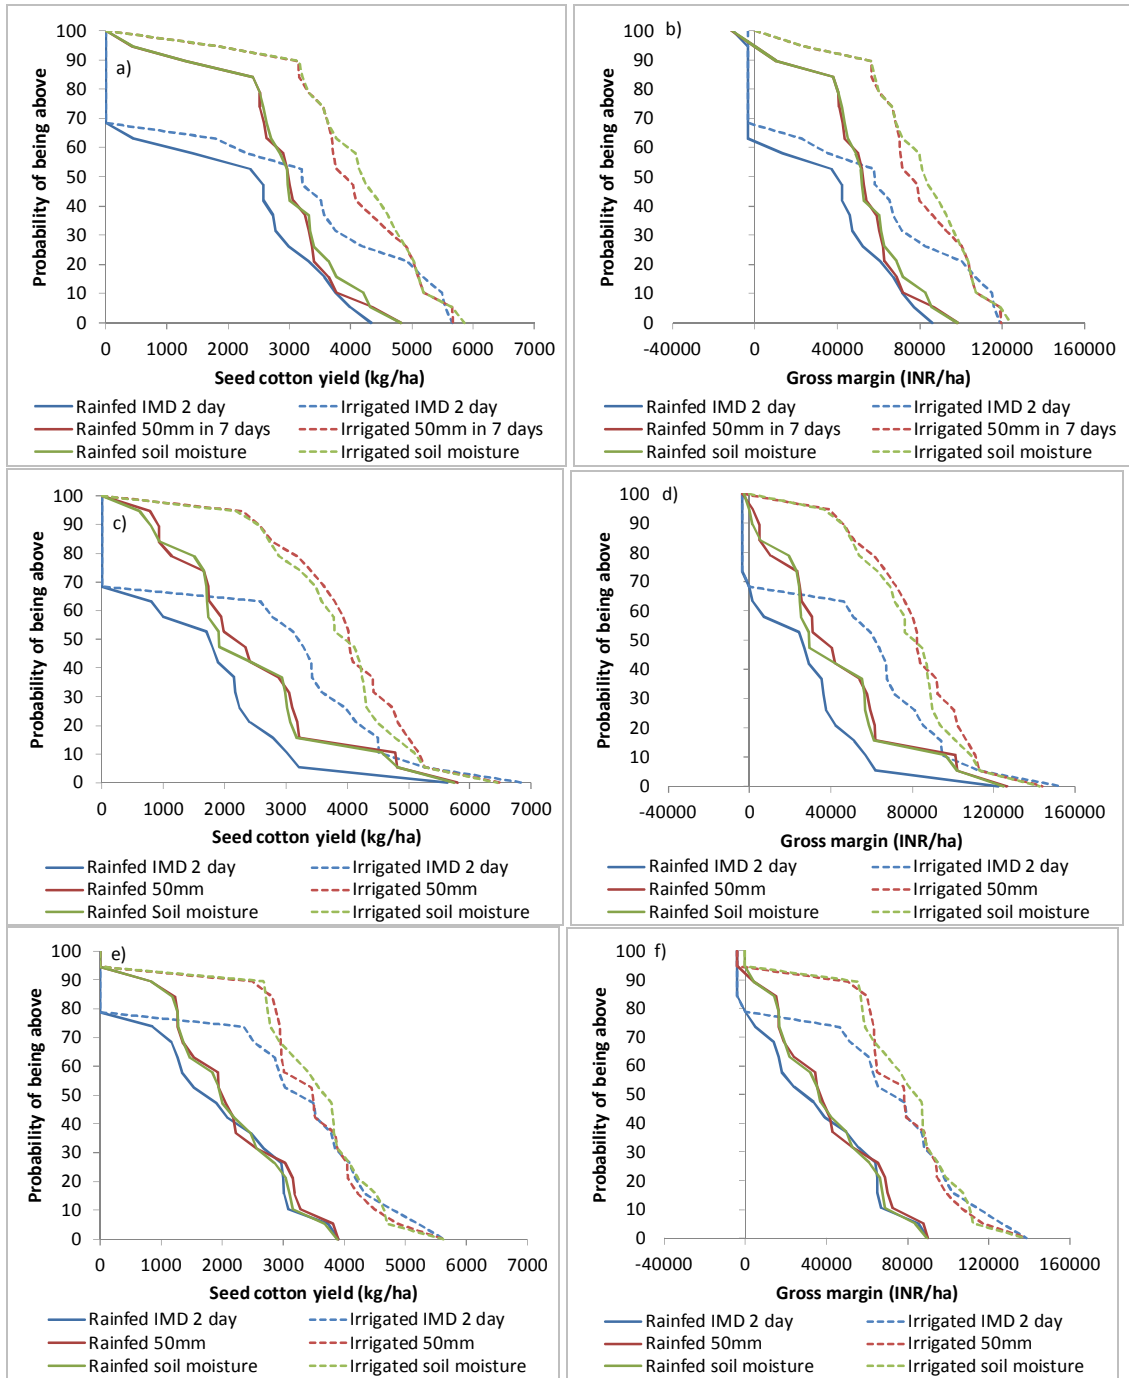 a)
Probability of being above
100
90
80
70
60
50
40
30
20
10
0
0 1000 2000 3000 4000 5000 6000 7000
Seed cotton yield (kg/ha)
Rainfed IMD 2 day Irrigated IMD 2 day
Rainfed 50mm in 7 days Irrigated 50mm in 7 days
Rainfed soil moisture Irrigated soil moisture
b)
Probability of being above
100
90
80
70
60
50
40
30
20
10
0
-40000 0 40000 80000 120000 160000
Gross margin (INR/ha)
Rainfed IMD 2 day Irrigated IMD 2 day
Rainfed 50mm in 7 days Irrigated 50mm in 7 days
Rainfed soil moisture Irrigated soil moisture
c)
Probability of being above
100
90
80
70
60
50
40
30
20
10
0
0 1000 2000 3000 4000 5000 6000 7000
Seed cotton yield (kg/ha)
Rainfed IMD 2 day Irrigated IMD 2 day
Rainfed 50mm Irrigated 50mm
Rainfed Soil moisture Irrigated soil moisture
d)
Probability of being above
100
90
80
70
60
50
40
30
20
10
0
-40000 0 40000 80000 120000 160000
Gross margin (INR/ha)
Rainfed IMD 2 day Irrigated IMD 2 day
Rainfed 50mm Irrigated 50mm
Rainfed Soil moisture Irrigated soil moisture
e)
Probability of being above
100
90
80
70
60
50
40
30
20
10
0
0 1000 2000 3000 4000 5000 6000 7000
Seed cotton yield (kg/ha)
Rainfed IMD 2 day Irrigated IMD 2 day
Rainfed 50mm Irrigated 50mm
Rainfed soil moisture Irrigated soil moisture
f)
Probability of being above
100
90
80
70
60
50
40
30
20
10
0
-40000 0 40000 80000 120000 160000
Gross margin (INR/ha)
Rainfed IMD 2 day Irrigated IMD 2 day
Rainfed 50mm Irrigated 50mm
Rainfed soil moisture Irrigated soil moisture